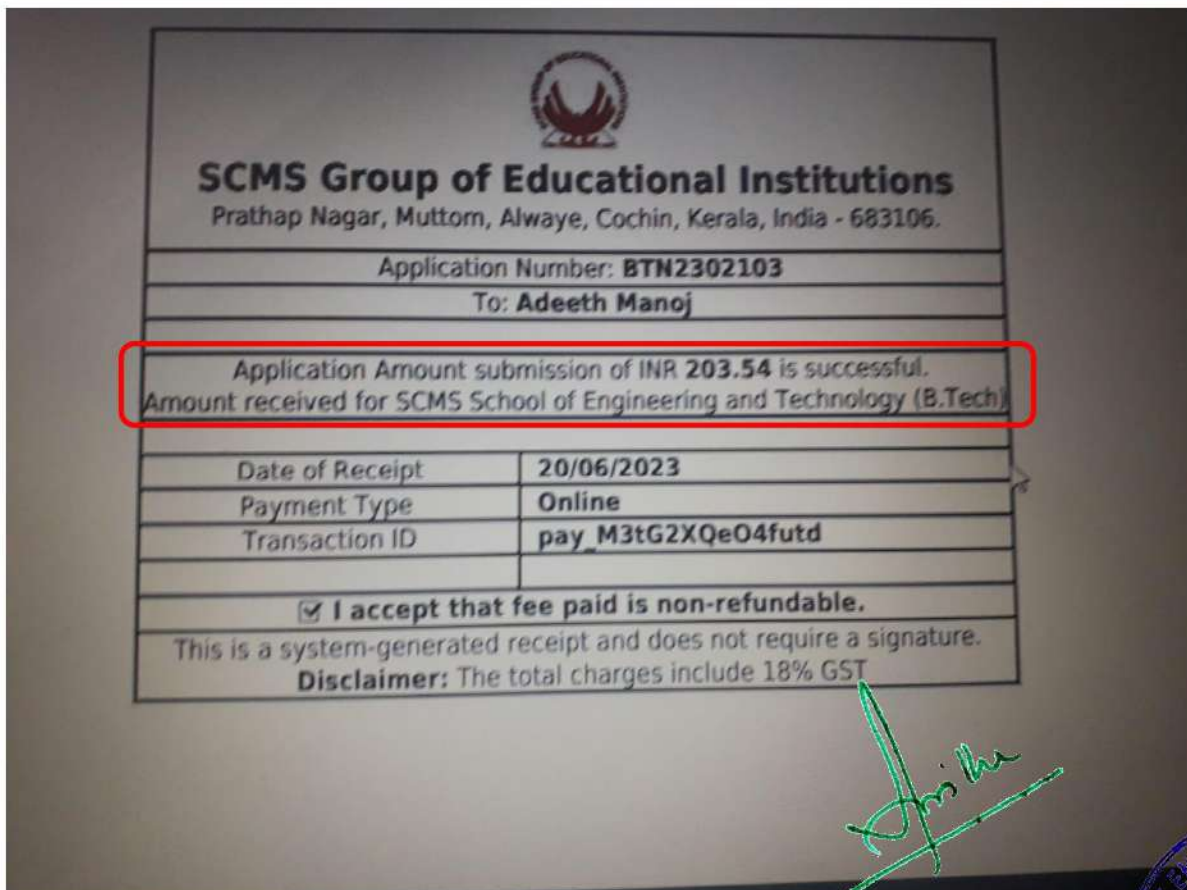 SCMS Group of Educational Institutions
Prathap Nagar, Muttom, Alwaye, Cochin, Kerala, India - 683106.
Application Number: BTN2302103
To: Adeeth Manoj
Application Amount submission of INR 203.54 is successful.
Amount received for SCMS School of Engineering and Technology (B.Tech)
Date of Receipt 20/06/2023
Payment Type Online
Transaction ID pay_M3tG2XQeO4futd
☑ I accept that fee paid is non-refundable.
This is a system-generated receipt and does not require a signature.
Disclaimer: The total charges include 18% GST